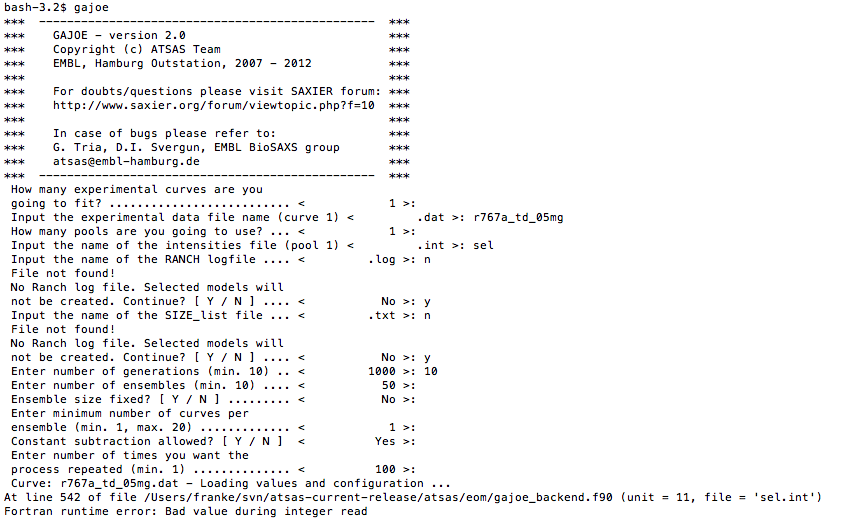 bash-3.2$ gajoe
*** ------------------------------------------------ ***
*** GAJOE - version 2.0 ***
*** Copyright (c) ATSAS Team ***
*** EMBL, Hamburg Outstation, 2007 - 2012 ***
*** ***
*** For doubts/questions please visit SAXIER forum: ***
*** http://www.saxier.org/forum/viewtopic.php?f=10 ***
*** ***
*** In case of bugs please refer to: ***
*** G. Tria, D.I. Svergun, EMBL BioSAXS group ***
*** atsas@embl-hamburg.de ***
*** ------------------------------------------------ ***
How many experimental curves are you
going to fit? .......................... < 1 >:
Input the experimental data file name (curve 1) < .dat >: r767a_td_05mg
How many pools are you going to use? ... < 1 >:
Input the name of the intensities file (pool 1) < .int >: sel
Input the name of the RANCH logfile .... < .log >: n
File not found!
No Ranch log file. Selected models will
not be created. Continue? [ Y / N ] .... < No >: y
Input the name of the SIZE_list file ... < .txt >: n
File not found!
No Ranch log file. Selected models will
not be created. Continue? [ Y / N ] .... < No >: y
Enter number of generations (min. 10) .. < 1000 >: 10
Enter number of ensembles (min. 10) .... < 50 >:
Ensemble size fixed? [ Y / N ] ......... < No >:
Enter minimum number of curves per
ensemble (min. 1, max. 20) ............. < 1 >:
Constant subtraction allowed? [ Y / N ] < Yes >:
Enter number of times you want the
process repeated (min. 1) .............. < 100 >:
Curve: r767a_td_05mg.dat - Loading values and configuration ...
At line 542 of file /Users/franke/svn/atsas-current-release/atsas/eom/gajoe_backend.f90 (unit = 11, file = 'sel.int')
Fortran runtime error: Bad value during integer read